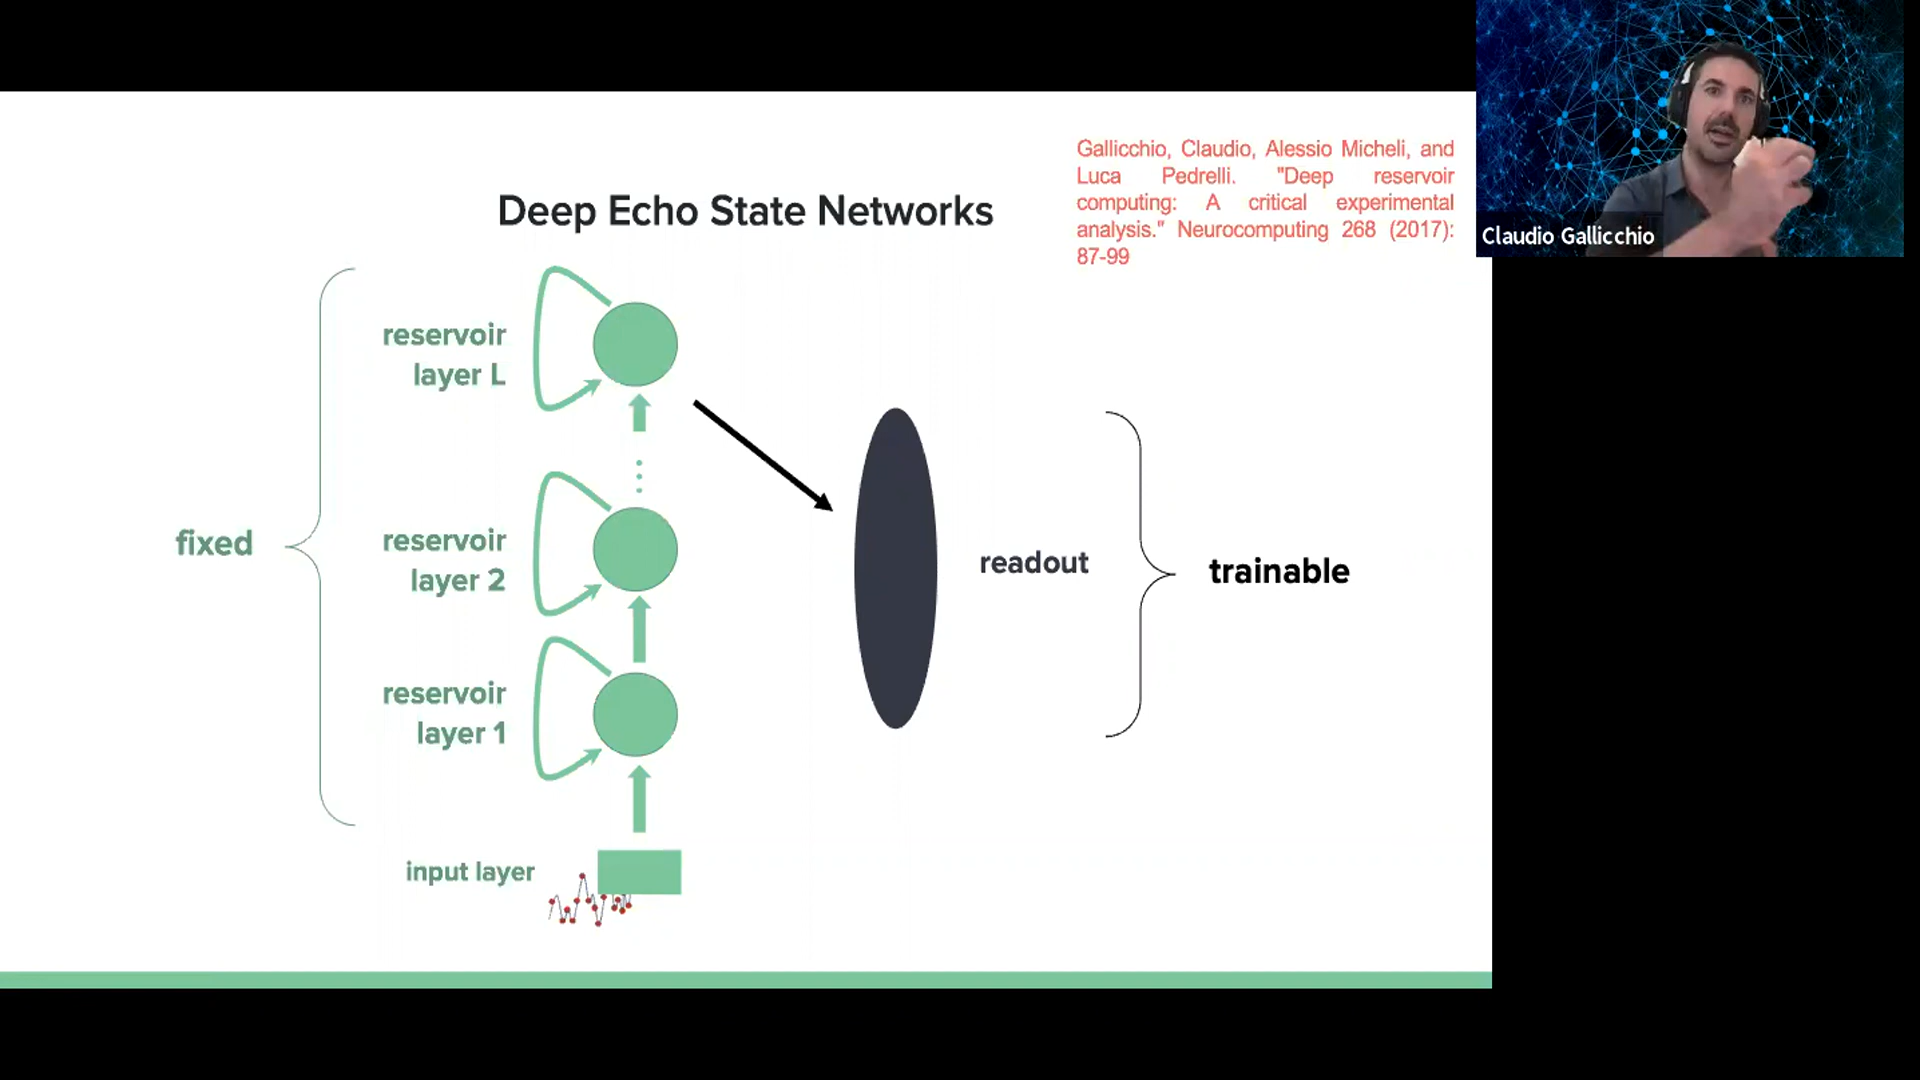 Gallicchio, Claudio, Alessio Micheli, and
Luca Pedrelli. "Deep reservoir
computing: A critical experimental
analysis." Neurocomputing 268 (2017):
87-99
Claudio Gallicchio
Deep Echo State Networks
reservoir
layer L
fixed
reservoir
layer 2
readout
trainable
reservoir
layer 1
input layer